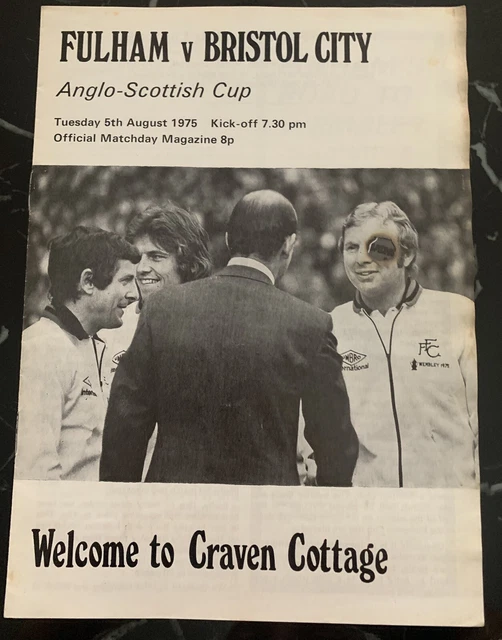 FULHAM v BRISTOL CITY
Anglo-Scottish Cup
Tuesday 5th August 1975 Kick-off 7.30 pm
Official Matchday Magazine 8p
UMBRO
FFC
WEMBLEY 1975
Welcome to Craven Cottage